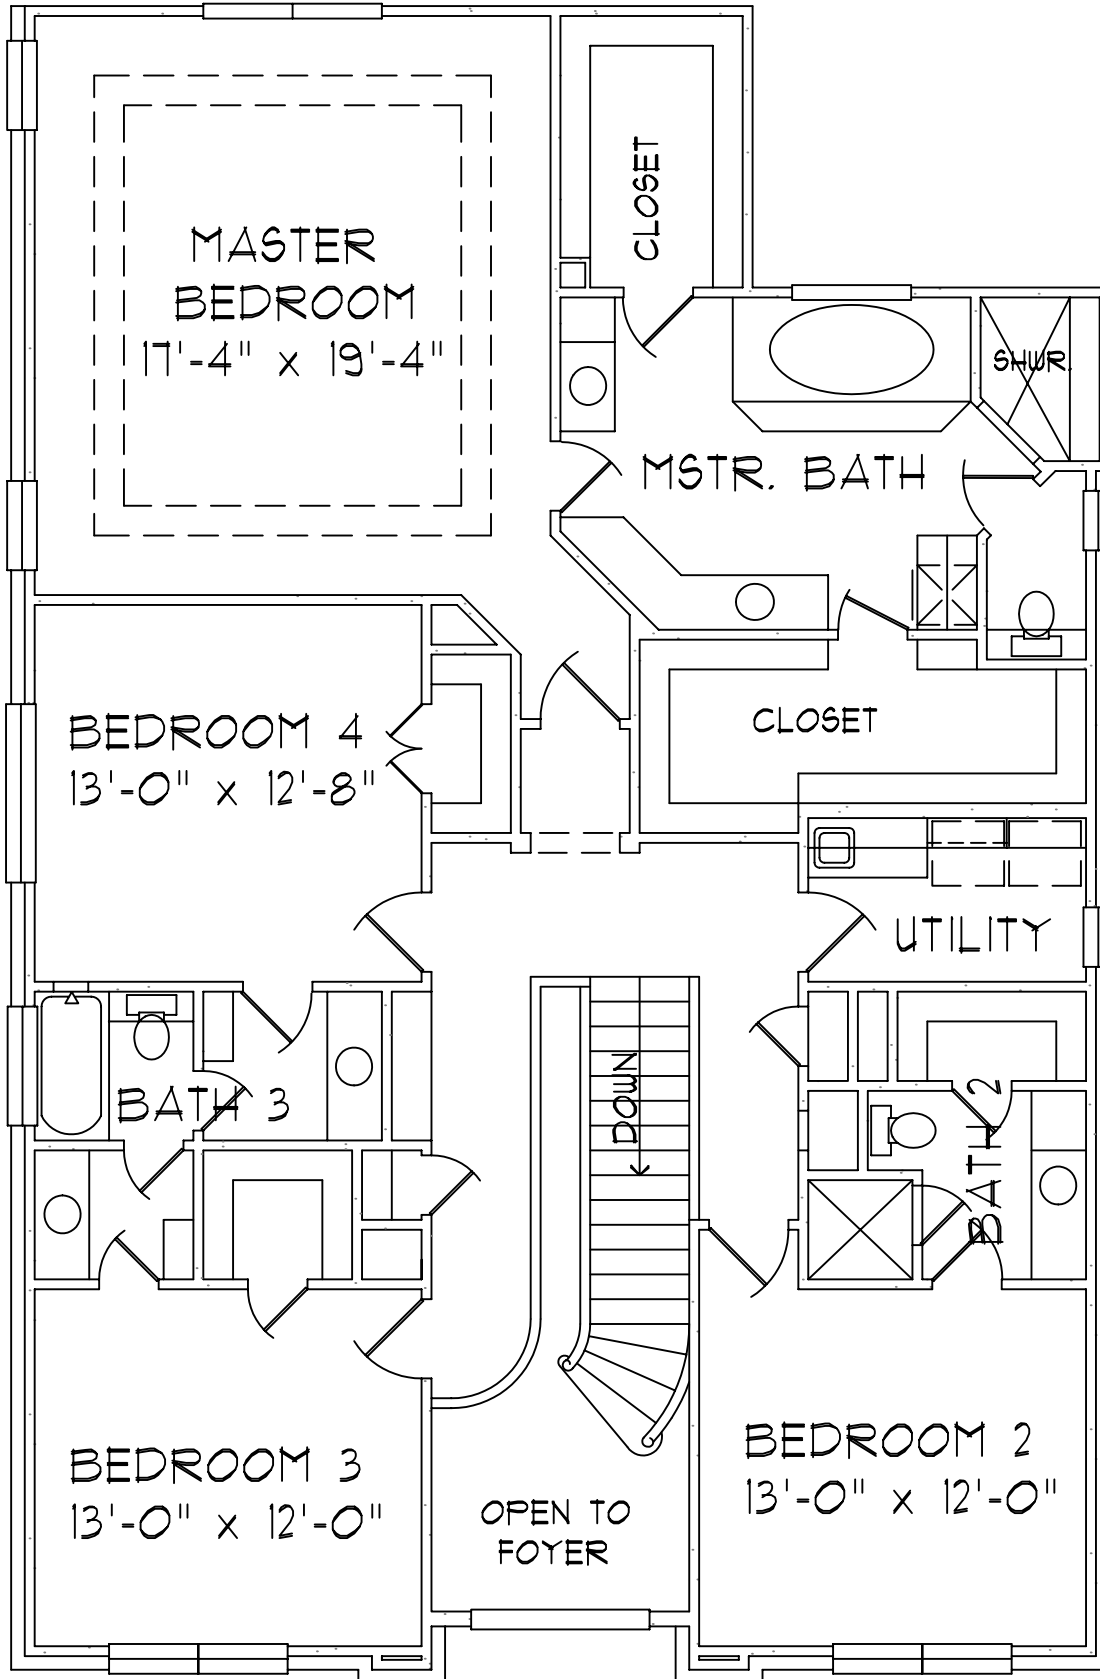 CLOSET
MASTER
BEDROOM
17'-4" x 19'-4"
SHWR.
MSTR. BATH
CLOSET
BEDROOM 4
13'-0" x 12'-8"
UTILITY
DOWN
BATH 3
BATH 2
BEDROOM 3
13'-0" x 12'-0"
BEDROOM 2
13'-0" x 12'-0"
OPEN TO
FOYER